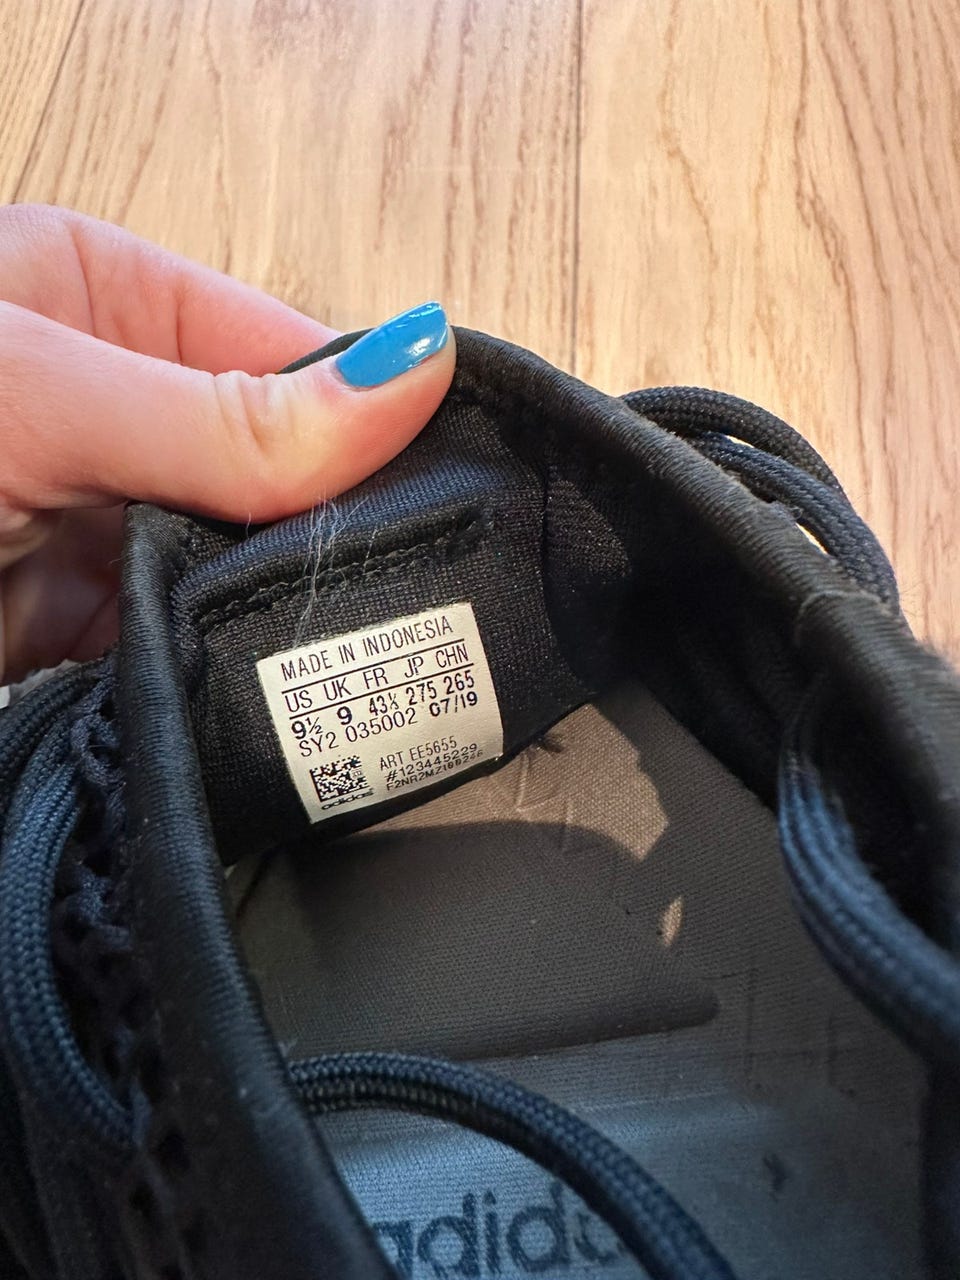 MADE IN INDONESIA
US UK FR JP CHN
9½ 9 43⅓ 275 265
SY2 035002 07/19
ART EE5655
#123445229
adidas
adida